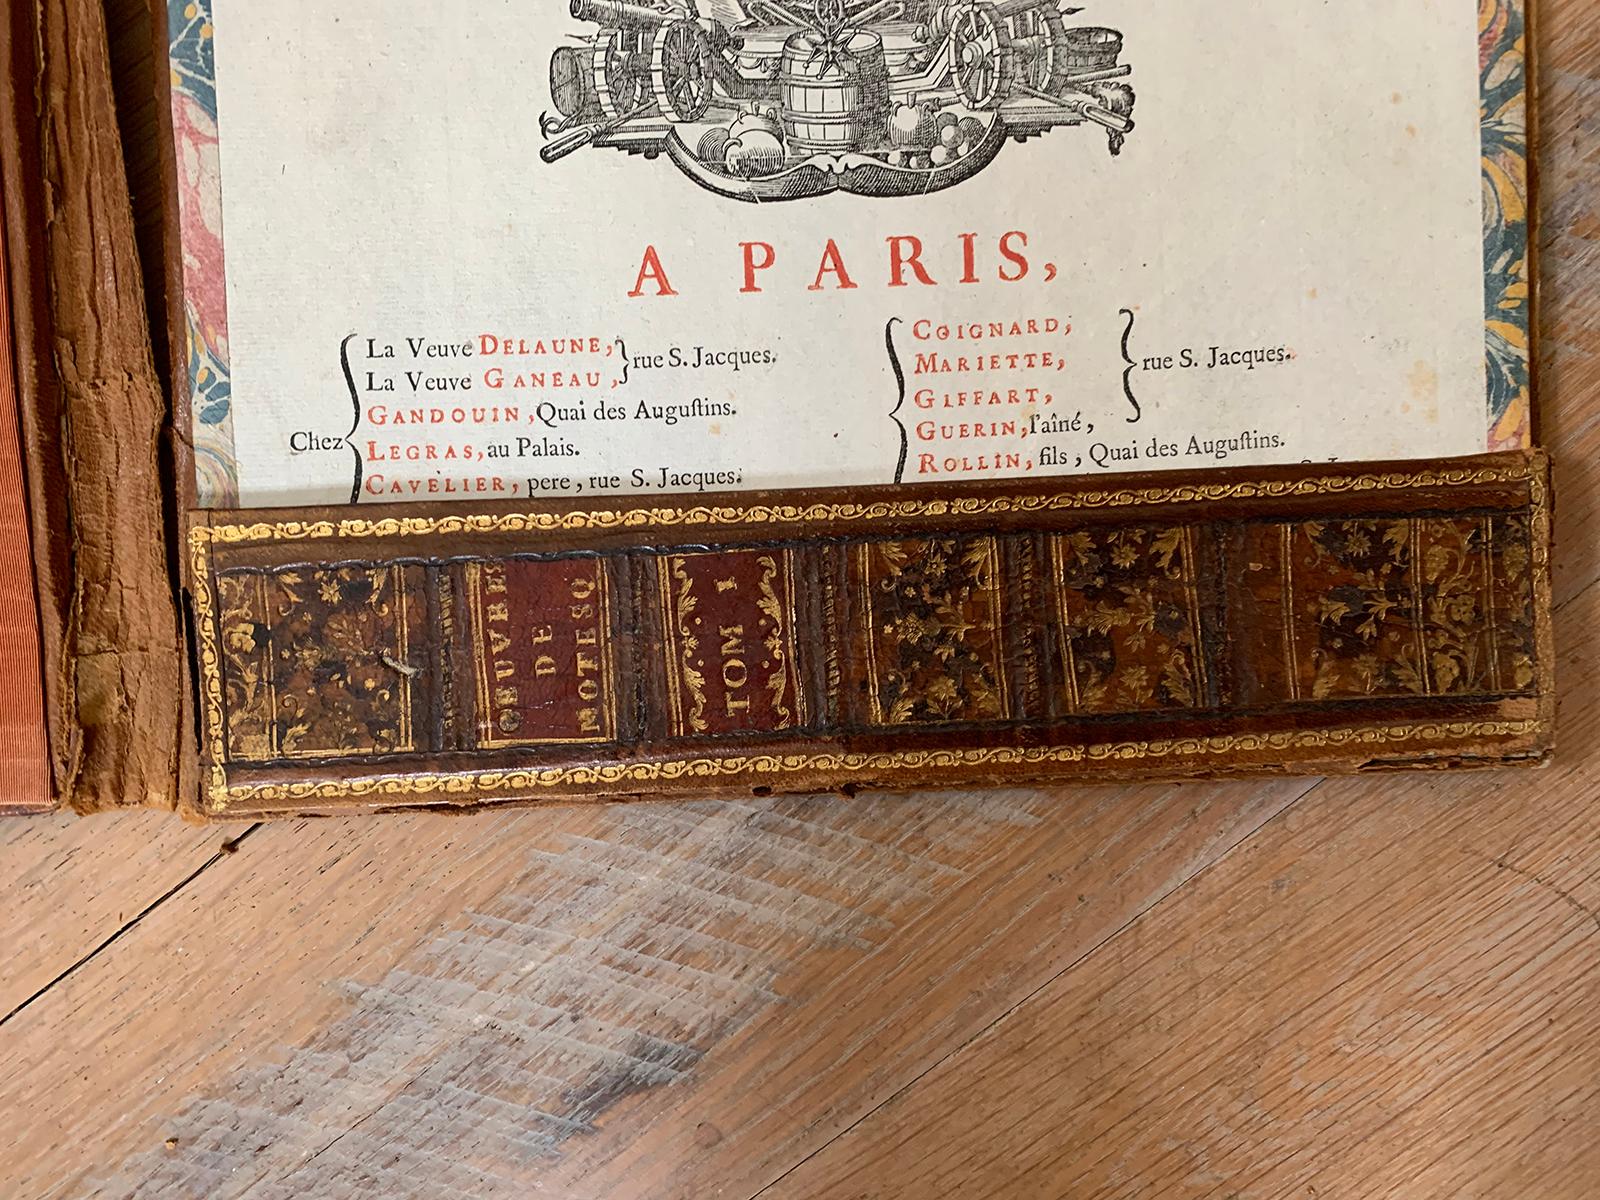 A PARIS,
Chez
La Veuve DELAUNE,
La Veuve GANEAU,
rue S. Jacques.
GANDOUIN, Quai des Auguſtins.
LEGRAS, au Palais.
CAVELIER, pere, rue S. Jacques.
COIGNARD,
MARIETTE,
GIFFART,
GUERIN, l'aîné,
rue S. Jacques.
ROLLIN, fils, Quai des Auguſtins.
ŒUVRES
DE
MOTESQ
TOM I